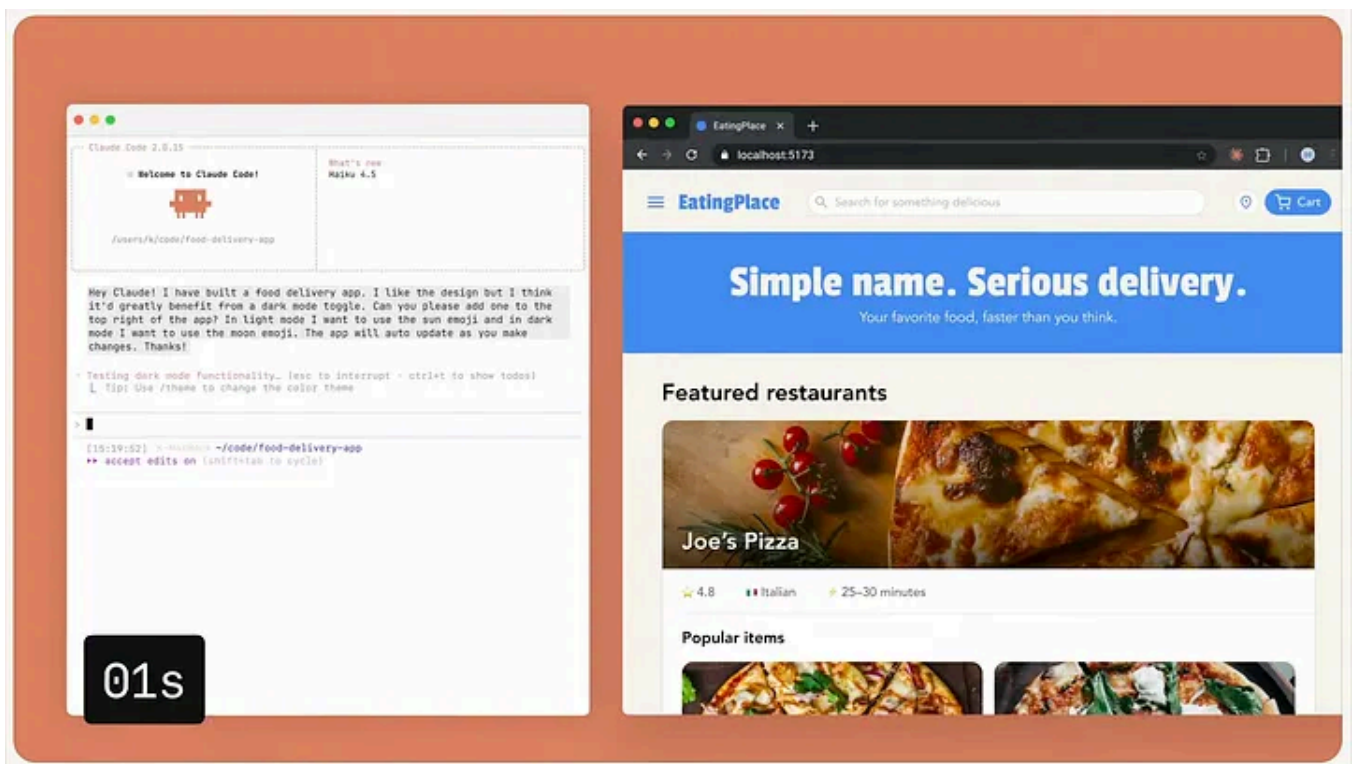 Claude Code 2.0.15
Welcome to Claude Code!
/users/k/code/food-delivery-app
What's new
Haiku 4.5
Hey Claude! I have built a food delivery app. I like the design but I think
it'd greatly benefit from a dark mode toggle. Can you please add one to the
top right of the app? In light mode I want to use the sun emoji and in dark
mode I want to use the moon emoji. The app will auto update as you make
changes. Thanks!
Testing dark mode functionality… (esc to interrupt · ctrl+t to show todos)
Tip: Use /theme to change the color theme
>
[15:19:52] ~/code/food-delivery-app
▸▸ accept edits on (shift+tab to cycle)
01s
EatingPlace
localhost:5173
EatingPlace
Search for something delicious
Cart
Simple name. Serious delivery.
Your favorite food, faster than you think.
Featured restaurants
Joe's Pizza
4.8 Italian 25–30 minutes
Popular items